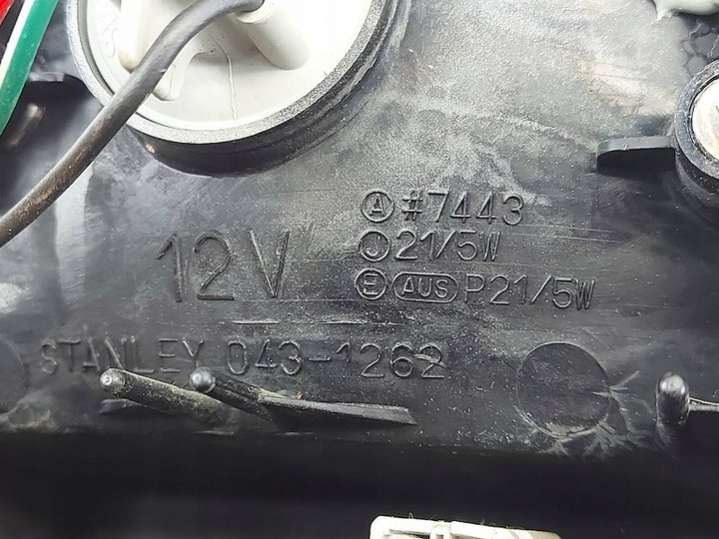 Ⓐ #7443
12V Ⓙ 21/5W
Ⓔ AUS P21/5W
STANLEY 043-1262